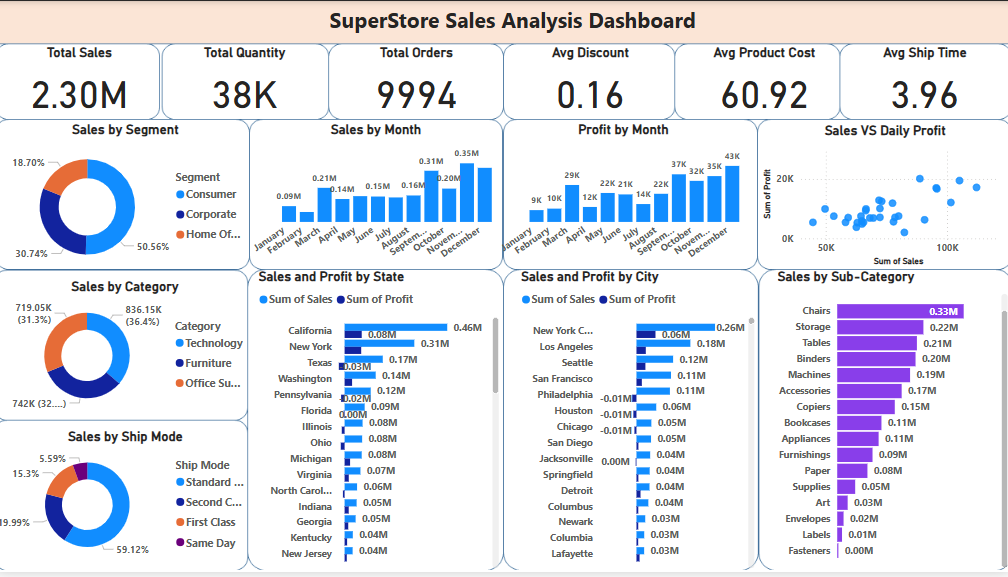 SuperStore Sales Analysis Dashboard
Total Sales
2.30M
Total Quantity
38K
Total Orders
9994
Avg Discount
0.16
Avg Product Cost
60.92
Avg Ship Time
3.96
Sales by Segment
18.70%
30.74%
50.56%
Segment
Consumer
Corporate
Home Of...
Sales by Month
0.09M
0.21M
0.14M
0.15M
0.16M
0.31M
0.20M
0.35M
January
February
March
April
May
June
July
August
Septem...
October
Novem...
December
Profit by Month
9K
10K
29K
12K
22K
21K
14K
22K
37K
32K
35K
43K
January
February
March
April
May
June
July
August
Septem...
October
Novem...
December
Sales VS Daily Profit
Sum of Profit
20K
0K
50K
100K
Sum of Sales
Sales by Category
719.05K
(31.3%)
836.15K
(36.4%)
742K (32....)
Category
Technology
Furniture
Office Su...
Sales by Ship Mode
5.59%
15.3%
19.99%
59.12%
Ship Mode
Standard ...
Second C...
First Class
Same Day
Sales and Profit by State
Sum of Sales Sum of Profit
California 0.46M
0.08M
New York 0.31M
Texas 0.17M
-0.03M
Washington 0.14M
Pennsylvania 0.12M
-0.02M
Florida 0.09M
0.00M
Illinois 0.08M
Ohio 0.08M
Michigan 0.08M
Virginia 0.07M
North Carol... 0.06M
Indiana 0.05M
Georgia 0.05M
Kentucky 0.04M
New Jersey 0.04M
Sales and Profit by City
Sum of Sales Sum of Profit
New York C... 0.26M
0.06M
Los Angeles 0.18M
Seattle 0.12M
San Francisco 0.11M
Philadelphia 0.11M
-0.01M
Houston 0.06M
-0.01M
Chicago 0.05M
-0.01M
San Diego 0.05M
Jacksonville 0.04M
0.00M
Springfield 0.04M
Detroit 0.04M
Columbus 0.04M
Newark 0.03M
Columbia 0.03M
Lafayette 0.03M
Sales by Sub-Category
Chairs 0.33M
Storage 0.22M
Tables 0.21M
Binders 0.20M
Machines 0.19M
Accessories 0.17M
Copiers 0.15M
Bookcases 0.11M
Appliances 0.11M
Furnishings 0.09M
Paper 0.08M
Supplies 0.05M
Art 0.03M
Envelopes 0.02M
Labels 0.01M
Fasteners 0.00M